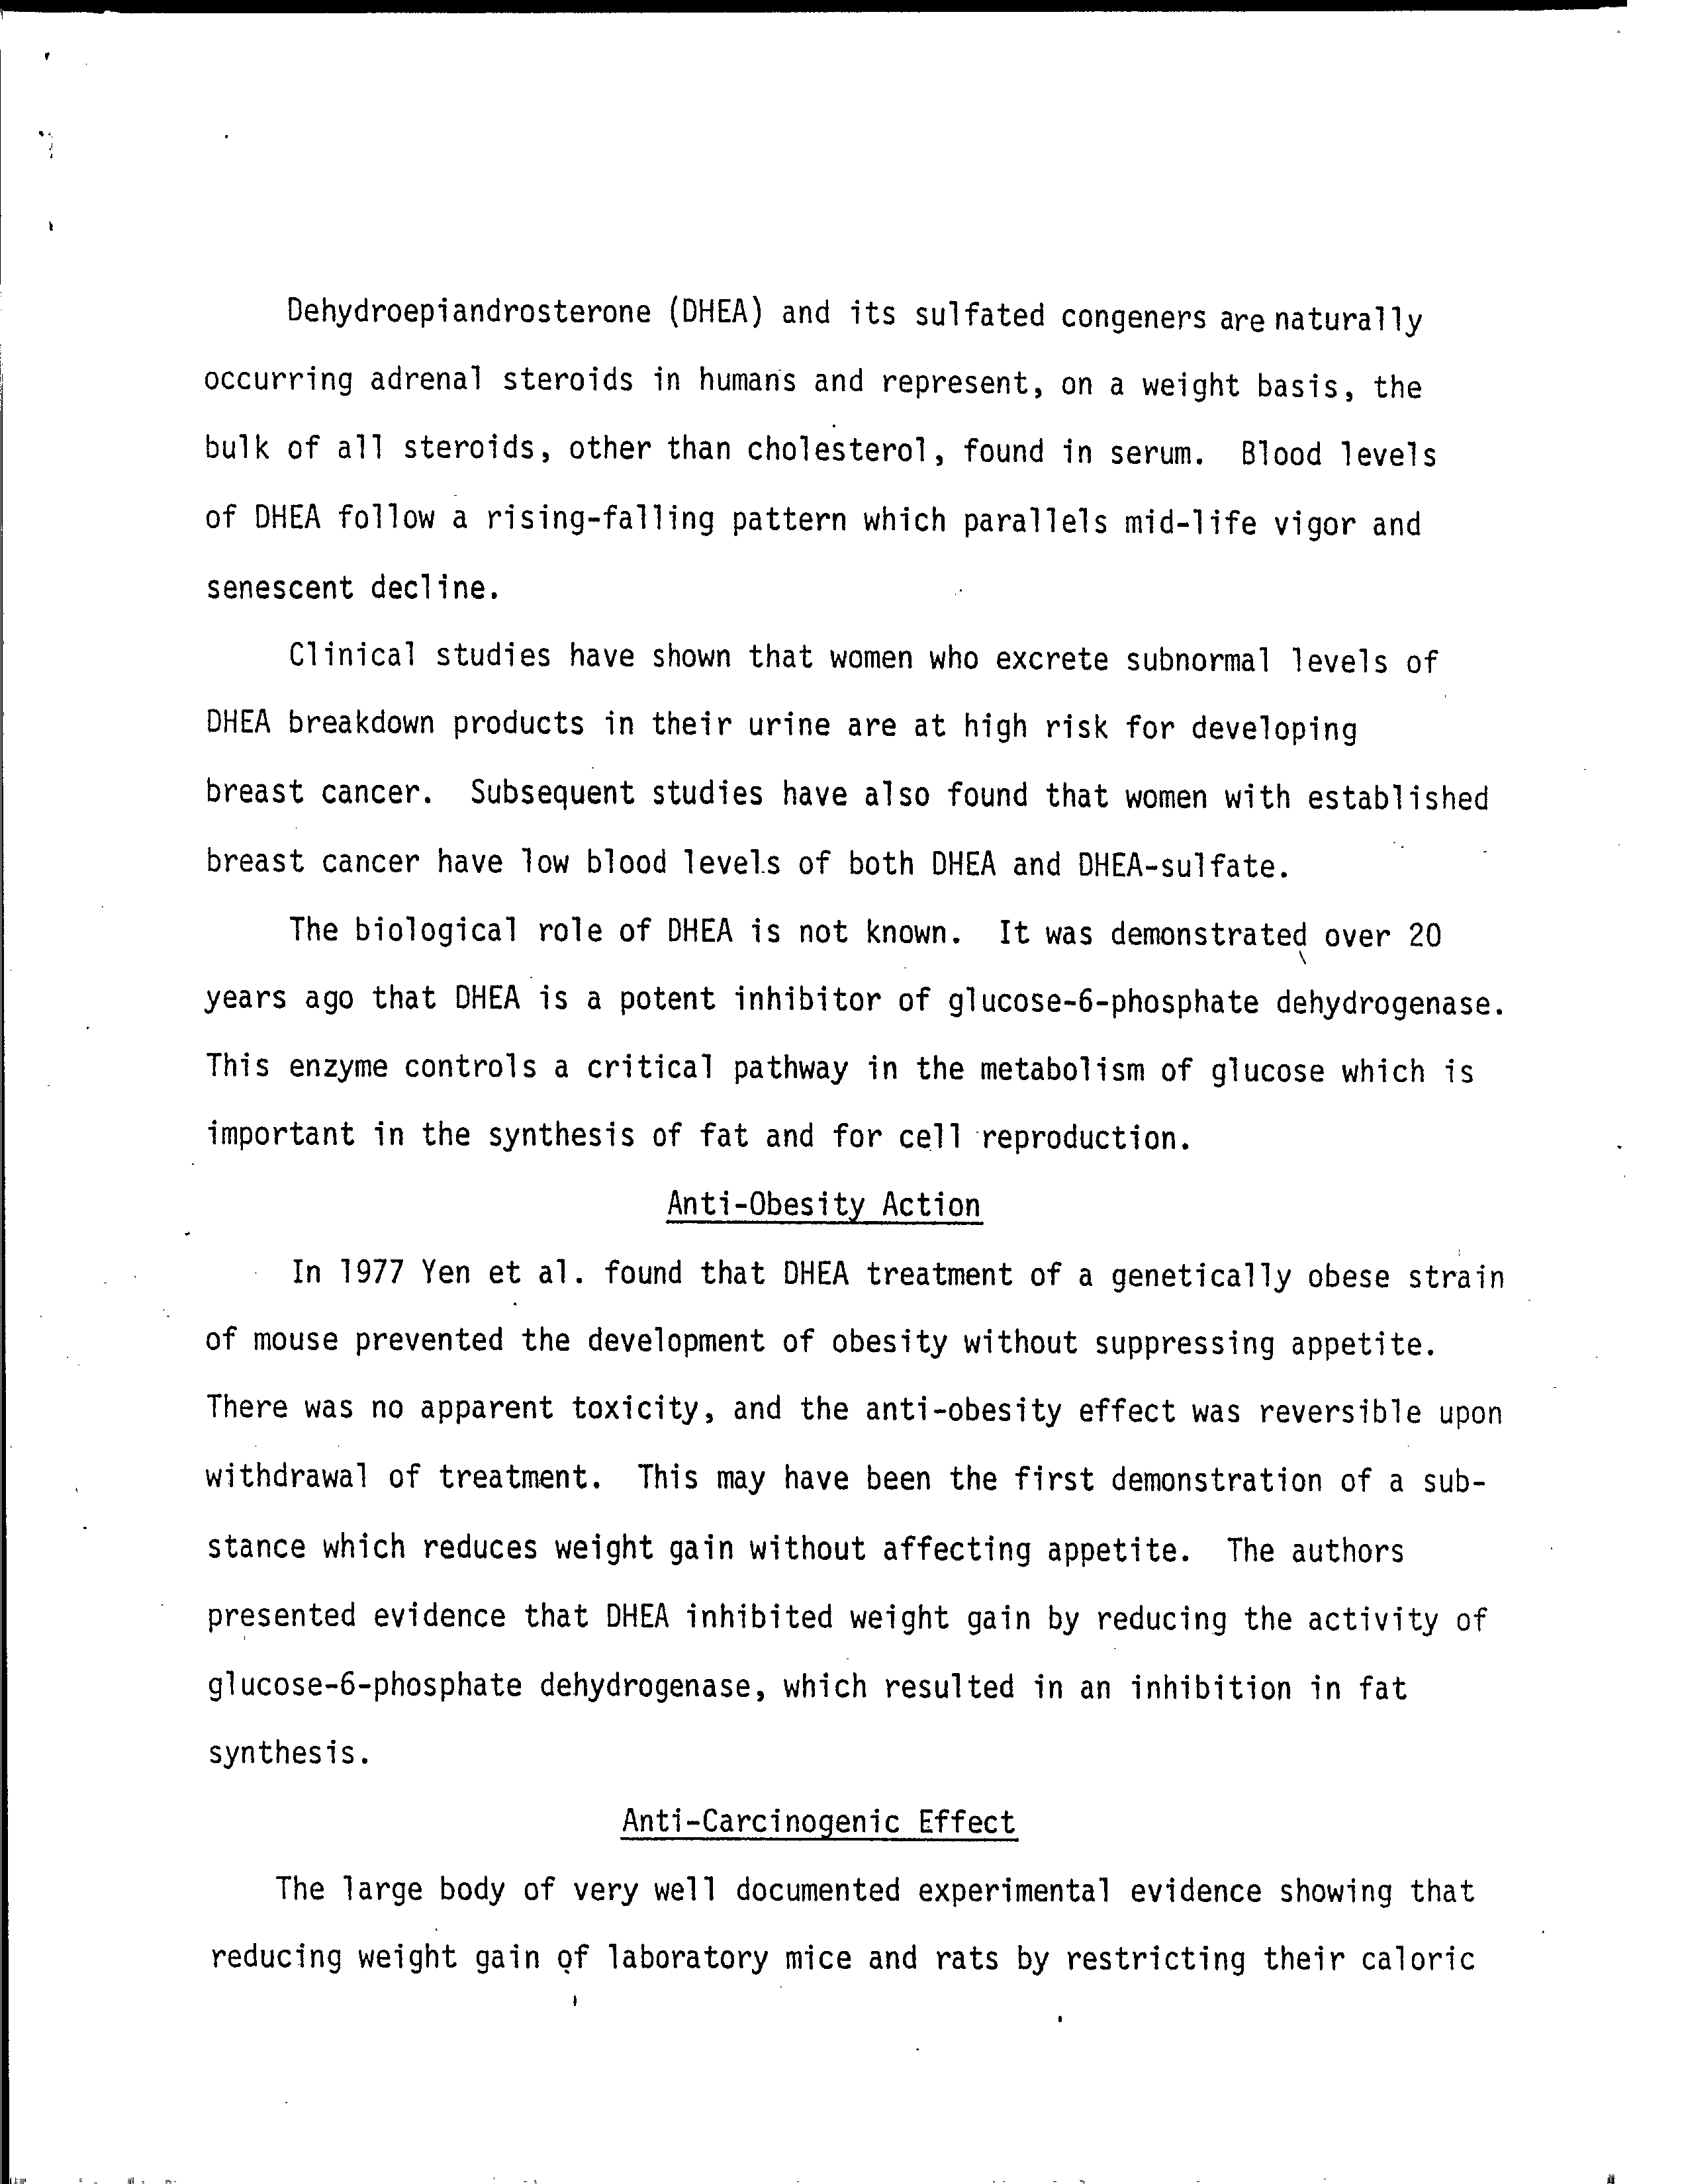 Dehydroepiandrosterone (DHEA) and its sulfated congeners are naturally
occurring adrenal steroids in humans and represent, on a weight basis, the
bulk of all steroids, other than cholesterol, found in serum. Blood levels
of DHEA follow a rising-falling pattern which parallels mid-life vigor and
senescent decline.
Clinical studies have shown that women who excrete subnormal levels of
DHEA breakdown products in their urine are at high risk for developing
breast cancer. Subsequent studies have also found that women with established
breast cancer have low blood levels of both DHEA and DHEA-sulfate.
The biological role of DHEA is not known. It was demonstrated over 20
years ago that DHEA is a potent inhibitor of glucose-6-phosphate dehydrogenase.
This enzyme controls a critical pathway in the metabolism of glucose which is
important in the synthesis of fat and for cell reproduction.
Anti-Obesity Action
In 1977 Yen et al. found that DHEA treatment of a genetically obese strain
of mouse prevented the development of obesity without suppressing appetite.
There was no apparent toxicity, and the anti-obesity effect was reversible upon
withdrawal of treatment. This may have been the first demonstration of a sub-
stance which reduces weight gain without affecting appetite. The authors
presented evidence that DHEA inhibited weight gain by reducing the activity of
glucose-6-phosphate dehydrogenase, which resulted in an inhibition in fat
synthesis.
Anti-Carcinogenic Effect
The large body of very well documented experimental evidence showing that
reducing weight gain of laboratory mice and rats by restricting their caloric